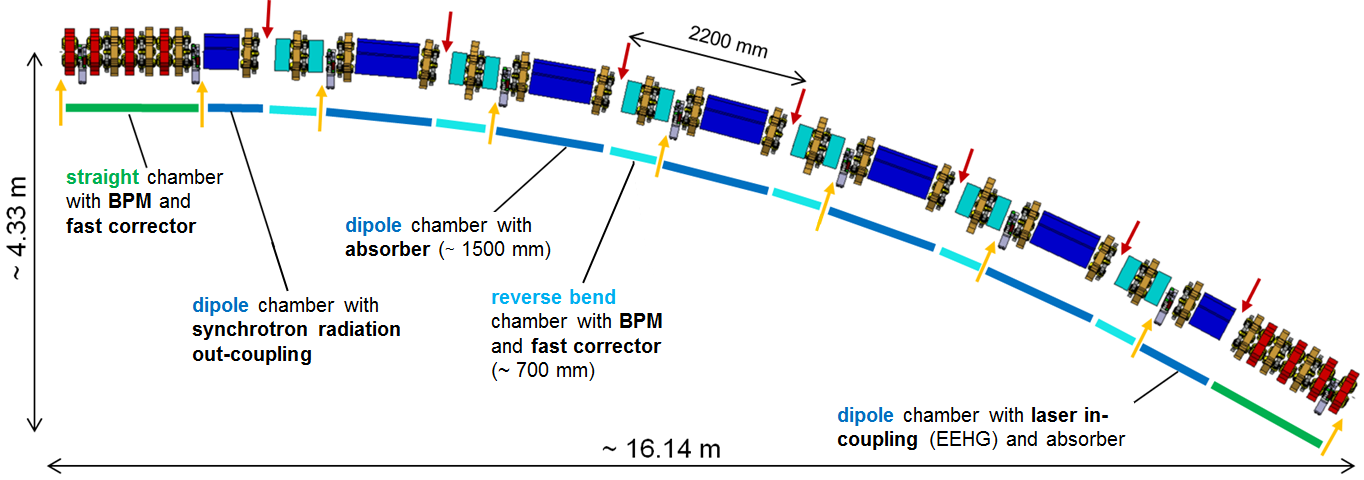 2200 mm
~ 4.33 m
straight chamber
with BPM and
fast corrector
dipole chamber with
absorber (~ 1500 mm)
dipole chamber with
synchrotron radiation
out-coupling
reverse bend
chamber with BPM
and fast corrector
(~ 700 mm)
dipole chamber with laser in-
coupling (EEHG) and absorber
~ 16.14 m